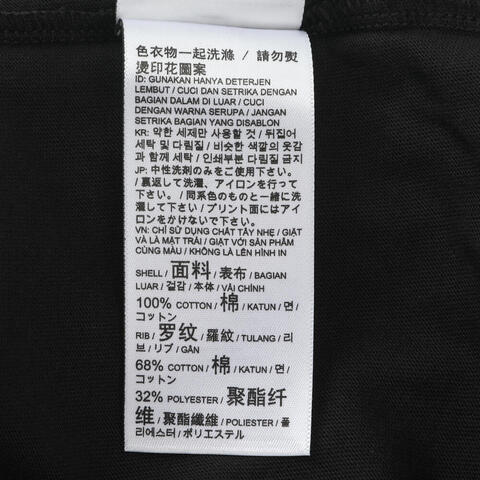 色衣物一起洗滌 / 請勿熨
燙印花圖案
ID: GUNAKAN HANYA DETERJEN
LEMBUT / CUCI DAN SETRIKA DENGAN
BAGIAN DALAM DI LUAR / CUCI
DENGAN WARNA SERUPA / JANGAN
SETRIKA BAGIAN YANG DISABLON
KR: 약한 세제만 사용할 것 / 뒤집어
세탁 및 다림질 / 비슷한 색깔의 옷감
과 함께 세탁 / 인쇄부분 다림질 금지
JP: 中性洗剤のみをご使用下さい。
/ 裏返して洗濯、アイロンを行って
下さい。/ 同系色のものと一緒に洗
濯して下さい / プリント面にはアイロ
ンをかけないで下さい。
VN: CHỈ SỬ DỤNG CHẤT TẨY NHẸ / GIẶT
VÀ LÀ MẶT TRÁI / GIẶT VỚI SẢN PHẨM
CÙNG MÀU / KHÔNG LÀ LÊN HÌNH IN
SHELL / 面料 / 表布 / BAGIAN
LUAR / 겉감 / 本体 / VẢI CHÍNH
100% COTTON / 棉 / KATUN / 면 /
コットン
RIB / 罗纹 / 羅紋 / TULANG / 리
브 / リブ / GÂN
68% COTTON / 棉 / KATUN / 면 /
コットン
32% POLYESTER / 聚酯纤
维 / 聚酯纖維 / POLIESTER / 폴
리에스터 / ポリエステル